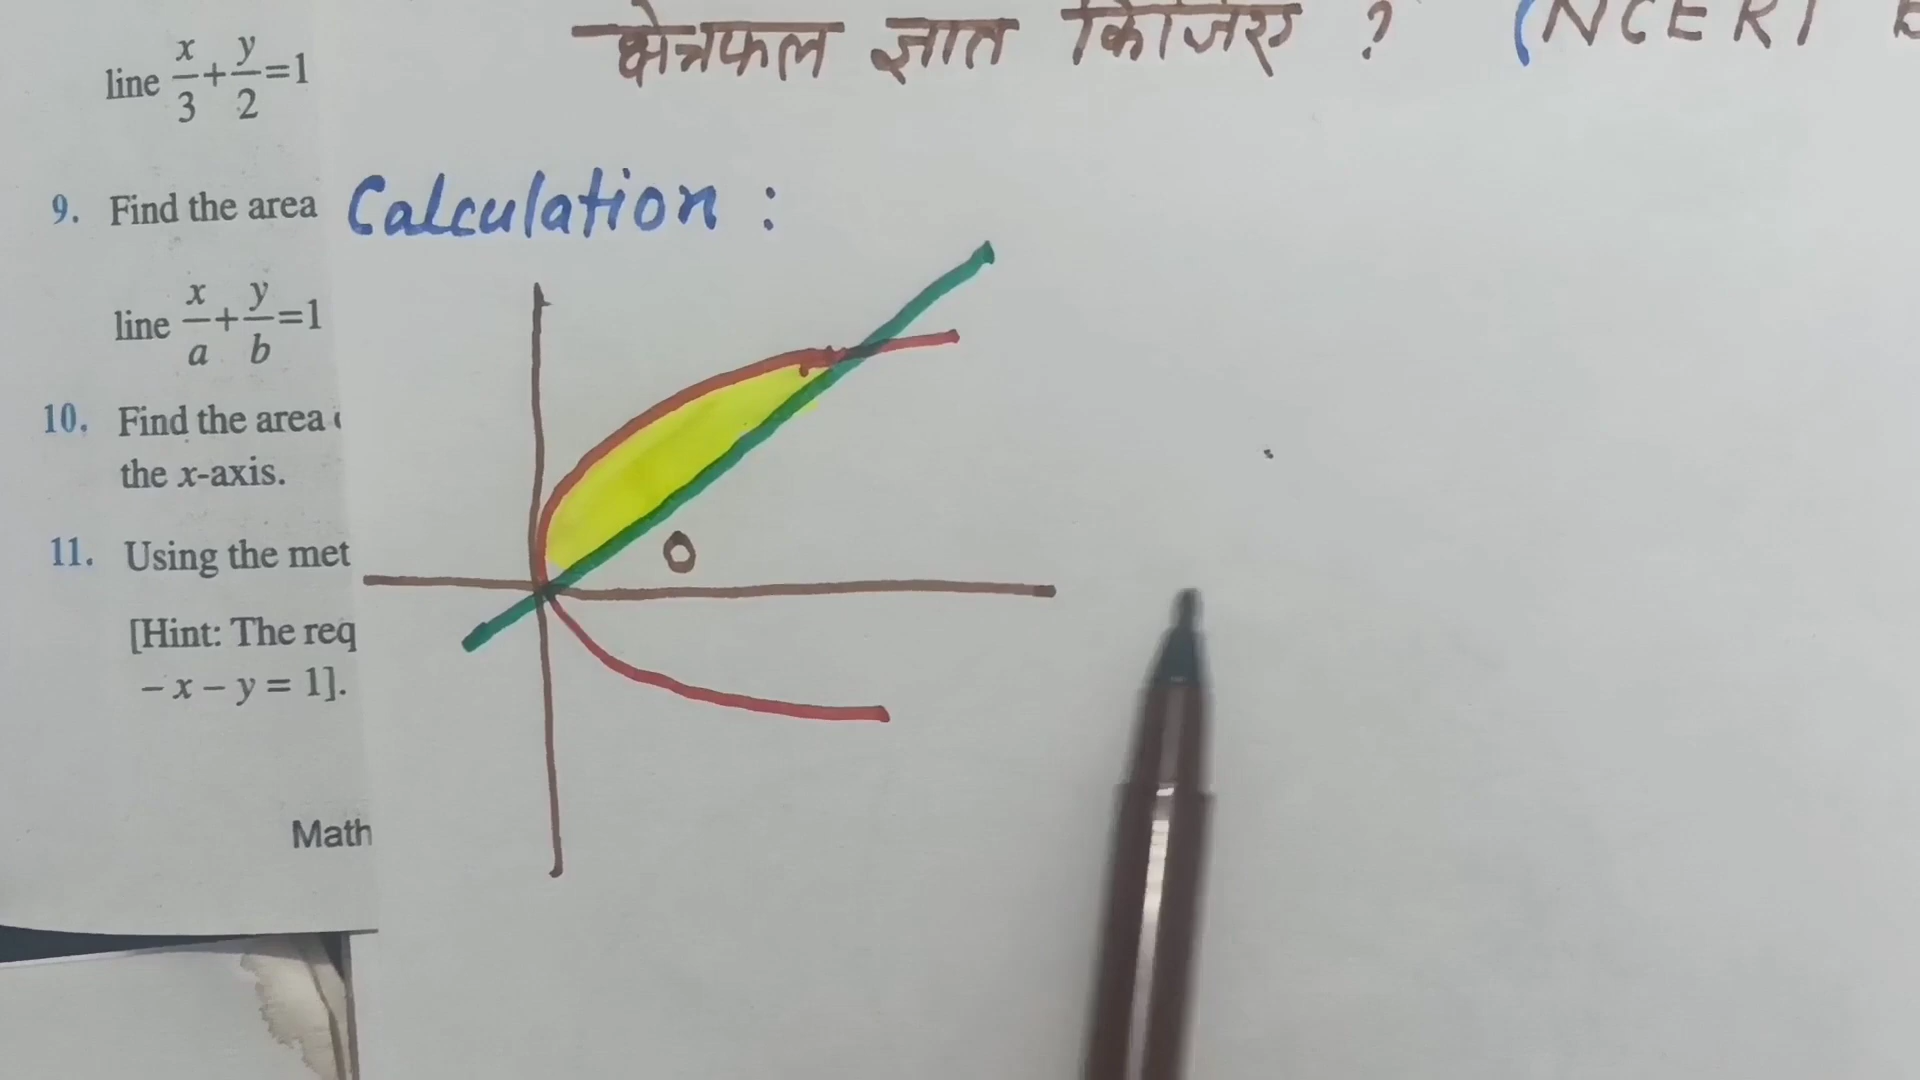 क्षेत्रफल ज्ञात किजिए ? (NCERT
line x/3 + y/2 = 1
9. Find the area
Calculation :
line x/a + y/b = 1
10. Find the area
the x-axis.
11. Using the met
O
[Hint: The req
– x – y = 1].
Math